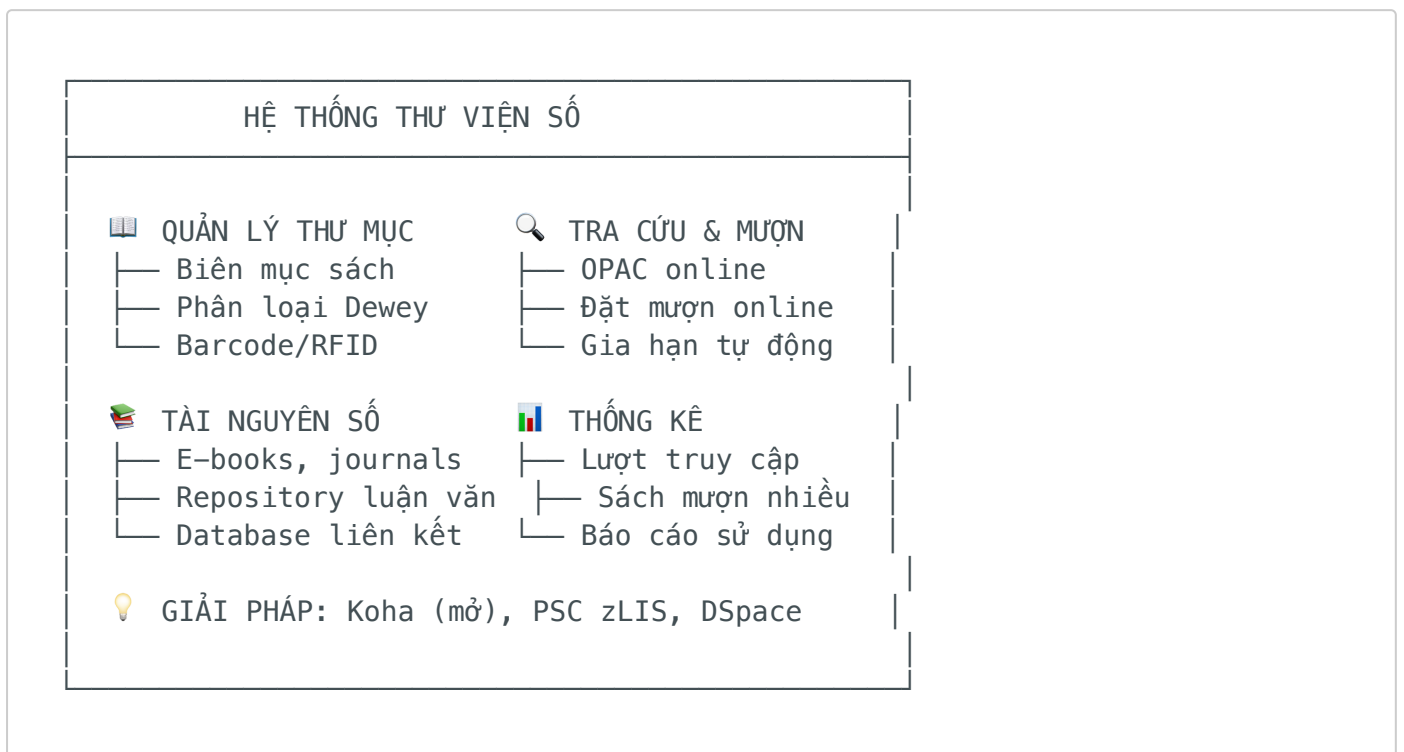 HỆ THỐNG THƯ VIỆN SỐ
📖 QUẢN LÝ THƯ MỤC 🔍 TRA CỨU & MƯỢN
├── Biên mục sách ├── OPAC online
├── Phân loại Dewey ├── Đặt mượn online
└── Barcode/RFID └── Gia hạn tự động
📚 TÀI NGUYÊN SỐ 📊 THỐNG KÊ
├── E-books, journals ├── Lượt truy cập
├── Repository luận văn ├── Sách mượn nhiều
└── Database liên kết └── Báo cáo sử dụng
💡 GIẢI PHÁP: Koha (mở), PSC zLIS, DSpace